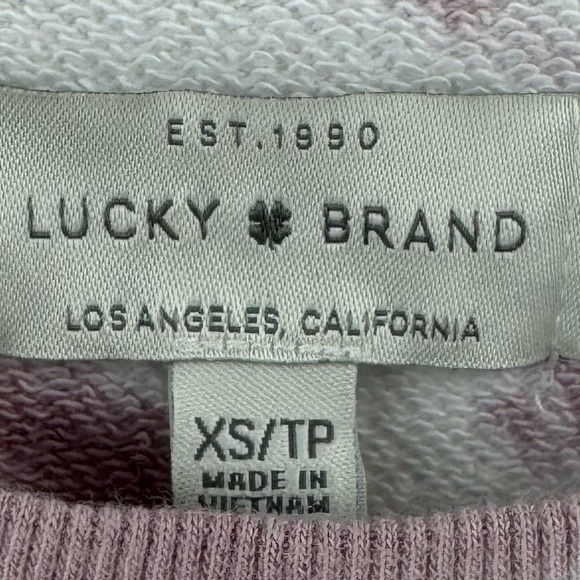 EST.1990
LUCKY BRAND
LOS ANGELES, CALIFORNIA
XS/TP
MADE IN
VIETNAM